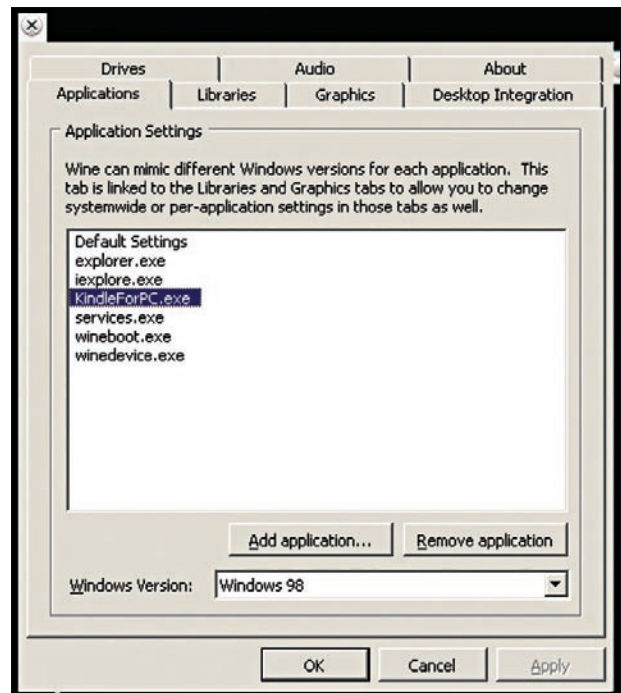 Drives Audio About
Applications Libraries Graphics Desktop Integration
Application Settings
Wine can mimic different Windows versions for each application. This
tab is linked to the Libraries and Graphics tabs to allow you to change
systemwide or per-application settings in those tabs as well.
Default Settings
explorer.exe
iexplore.exe
KindleForPC.exe
services.exe
wineboot.exe
winedevice.exe
Add application... Remove application
Windows Version: Windows 98
OK Cancel Apply